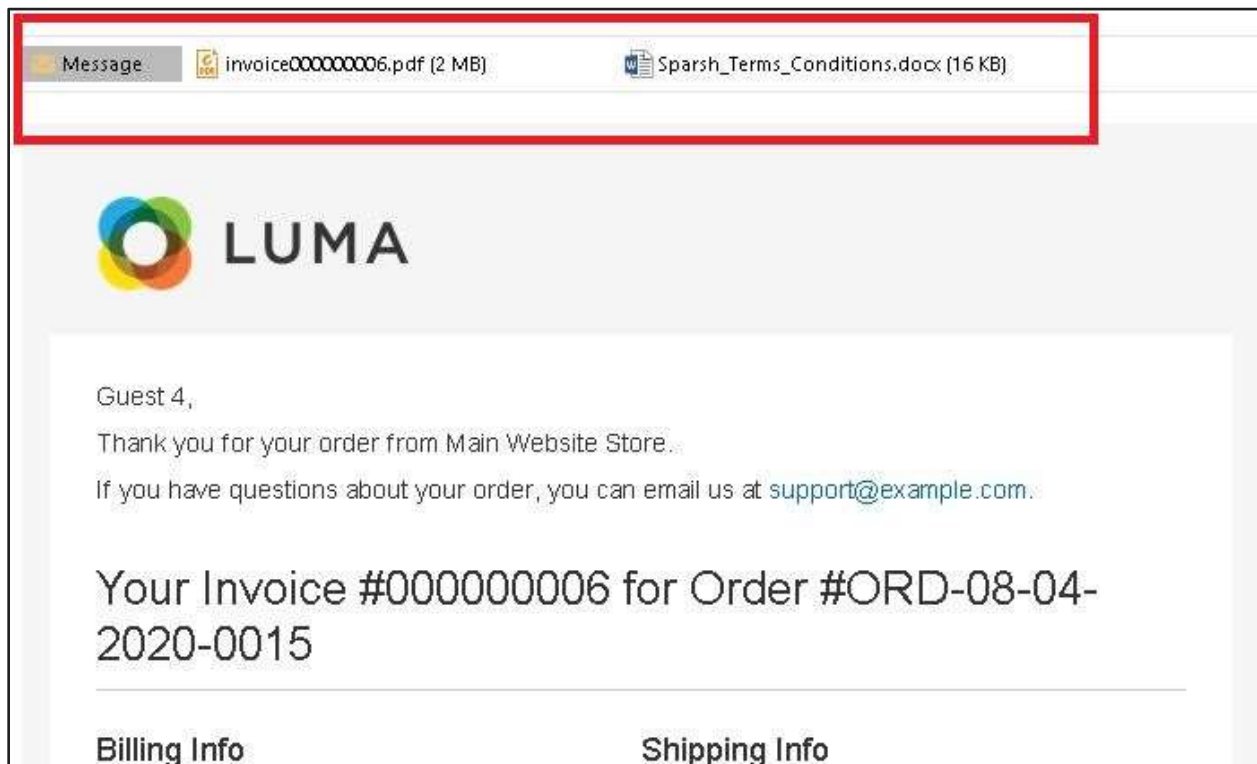 Message invoice000000006.pdf (2 MB) Sparsh_Terms_Conditions.docx (16 KB)
LUMA
Guest 4,
Thank you for your order from Main Website Store.
If you have questions about your order, you can email us at support@example.com.
Your Invoice #000000006 for Order #ORD-08-04-
2020-0015
Billing Info Shipping Info